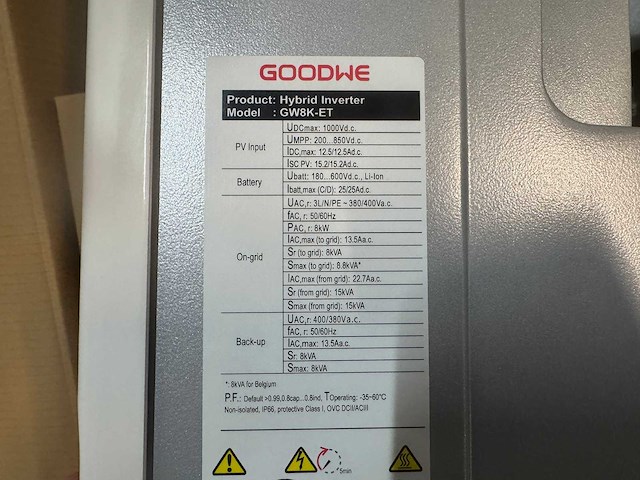 GOODWE
Product: Hybrid Inverter
Model : GW8K-ET
PV Input
UDCmax: 1000Vd.c.
UMPP: 200...850Vd.c.
IDC,max: 12.5/12.5Ad.c.
ISC PV: 15.2/15.2Ad.c.
Battery
Ubatt: 180...600Vd.c., Li-Ion
Ibatt,max (C/D): 25/25Ad.c.
On-grid
UAC,r: 3L/N/PE ~ 380/400Va.c.
fAC, r: 50/60Hz
PAC, r: 8kW
IAC,max (to grid): 13.5Aa.c.
Sr (to grid): 8kVA
Smax (to grid): 8.8kVA*
IAC,max (from grid): 22.7Aa.c.
Sr (from grid): 15kVA
Smax (from grid): 15kVA
Back-up
UAC,r: 400/380Va.c.
fAC, r: 50/60Hz
IAC,max: 13.5Aa.c.
Sr: 8kVA
Smax: 8kVA
*: 8kVA for Belgium
P.F.: Default >0.99,0.8cap...0.8ind, TOperating: -35~60°C
Non-isolated, IP66, protective Class I, OVC DCII/ACIII
5min